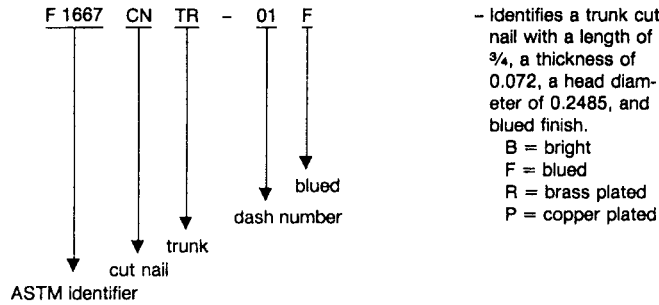 F 1667 CN TR – 01 F
blued
dash number
trunk
cut nail
ASTM identifier
– Identifies a trunk cut
nail with a length of
¾, a thickness of
0.072, a head diam-
eter of 0.2485, and
blued finish.
B = bright
F = blued
R = brass plated
P = copper plated